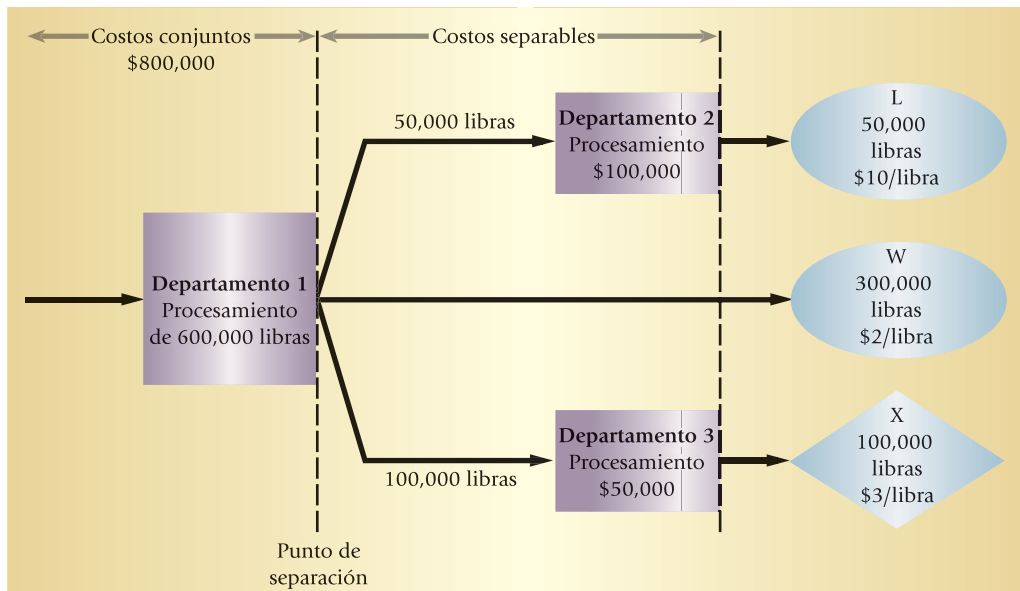 Costos conjuntos
$800,000
Costos separables
50,000 libras
Departamento 2
Procesamiento
$100,000
L
50,000
libras
$10/libra
Departamento 1
Procesamiento
de 600,000 libras
W
300,000
libras
$2/libra
100,000 libras
Departamento 3
Procesamiento
$50,000
X
100,000
libras
$3/libra
Punto de
separación